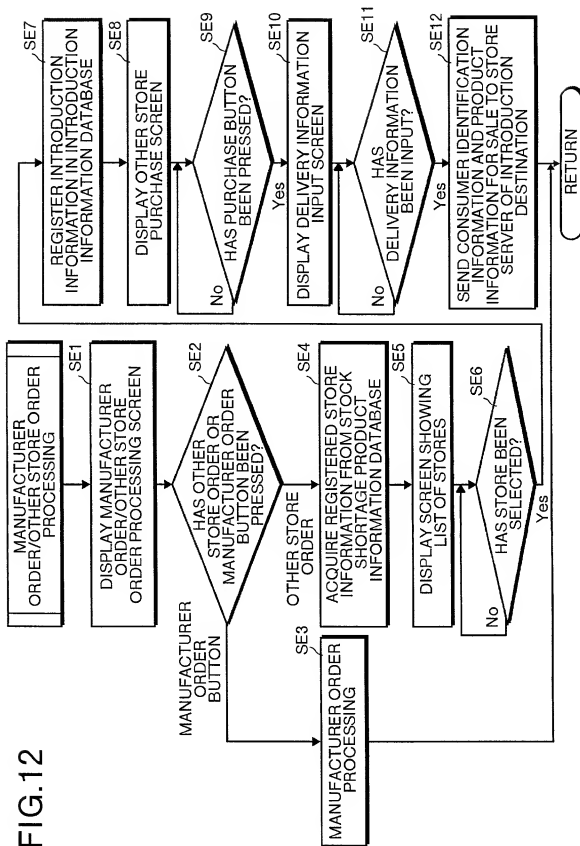 FIG.12
MANUFACTURER
ORDER/OTHER STORE ORDER
PROCESSING
SE1
DISPLAY MANUFACTURER
ORDER/OTHER STORE
ORDER PROCESSING SCREEN
SE2
HAS OTHER
STORE ORDER OR
MANUFACTURER ORDER
BUTTON BEEN
PRESSED?
MANUFACTURER
ORDER
BUTTON
OTHER STORE
ORDER
SE3
MANUFACTURER ORDER
PROCESSING
SE4
ACQUIRE REGISTERED STORE
INFORMATION FROM STOCK
SHORTAGE PRODUCT
INFORMATION DATABASE
SE5
DISPLAY SCREEN SHOWING
LIST OF STORES
SE6
HAS STORE BEEN
SELECTED?
No
Yes
SE7
REGISTER INTRODUCTION
INFORMATION IN INTRODUCTION
INFORMATION DATABASE
SE8
DISPLAY OTHER STORE
PURCHASE SCREEN
SE9
HAS PURCHASE BUTTON
BEEN PRESSED?
No
Yes
SE10
DISPLAY DELIVERY INFORMATION
INPUT SCREEN
SE11
HAS
DELIVERY INFORMATION
BEEN INPUT?
No
Yes
SE12
SEND CONSUMER IDENTIFICATION
INFORMATION AND PRODUCT
INFORMATION FOR SALE TO STORE
SERVER OF INTRODUCTION
DESTINATION
RETURN